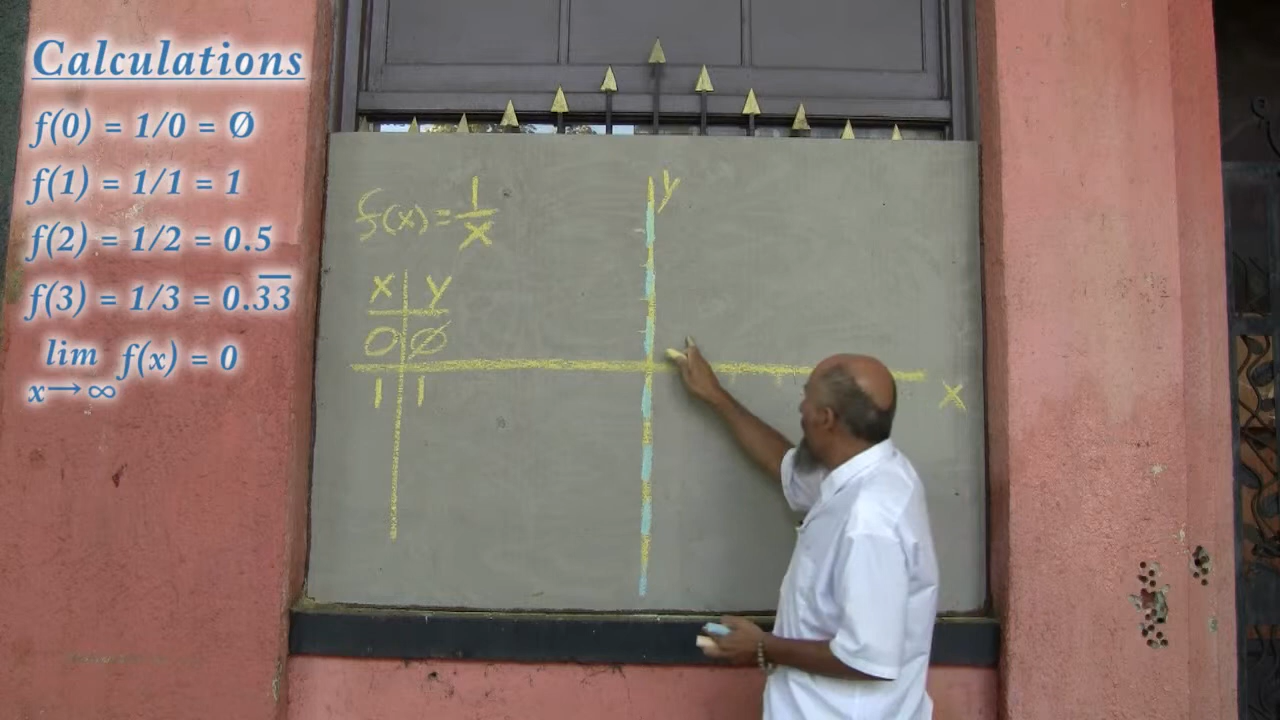 Calculations
f(0) = 1/0 = Ø
f(1) = 1/1 = 1
f(2) = 1/2 = 0.5
f(3) = 1/3 = 0.3̅3̅
lim f(x) = 0
x→∞
f(x)=1/x
x y
0 Ø
1 1
y
x